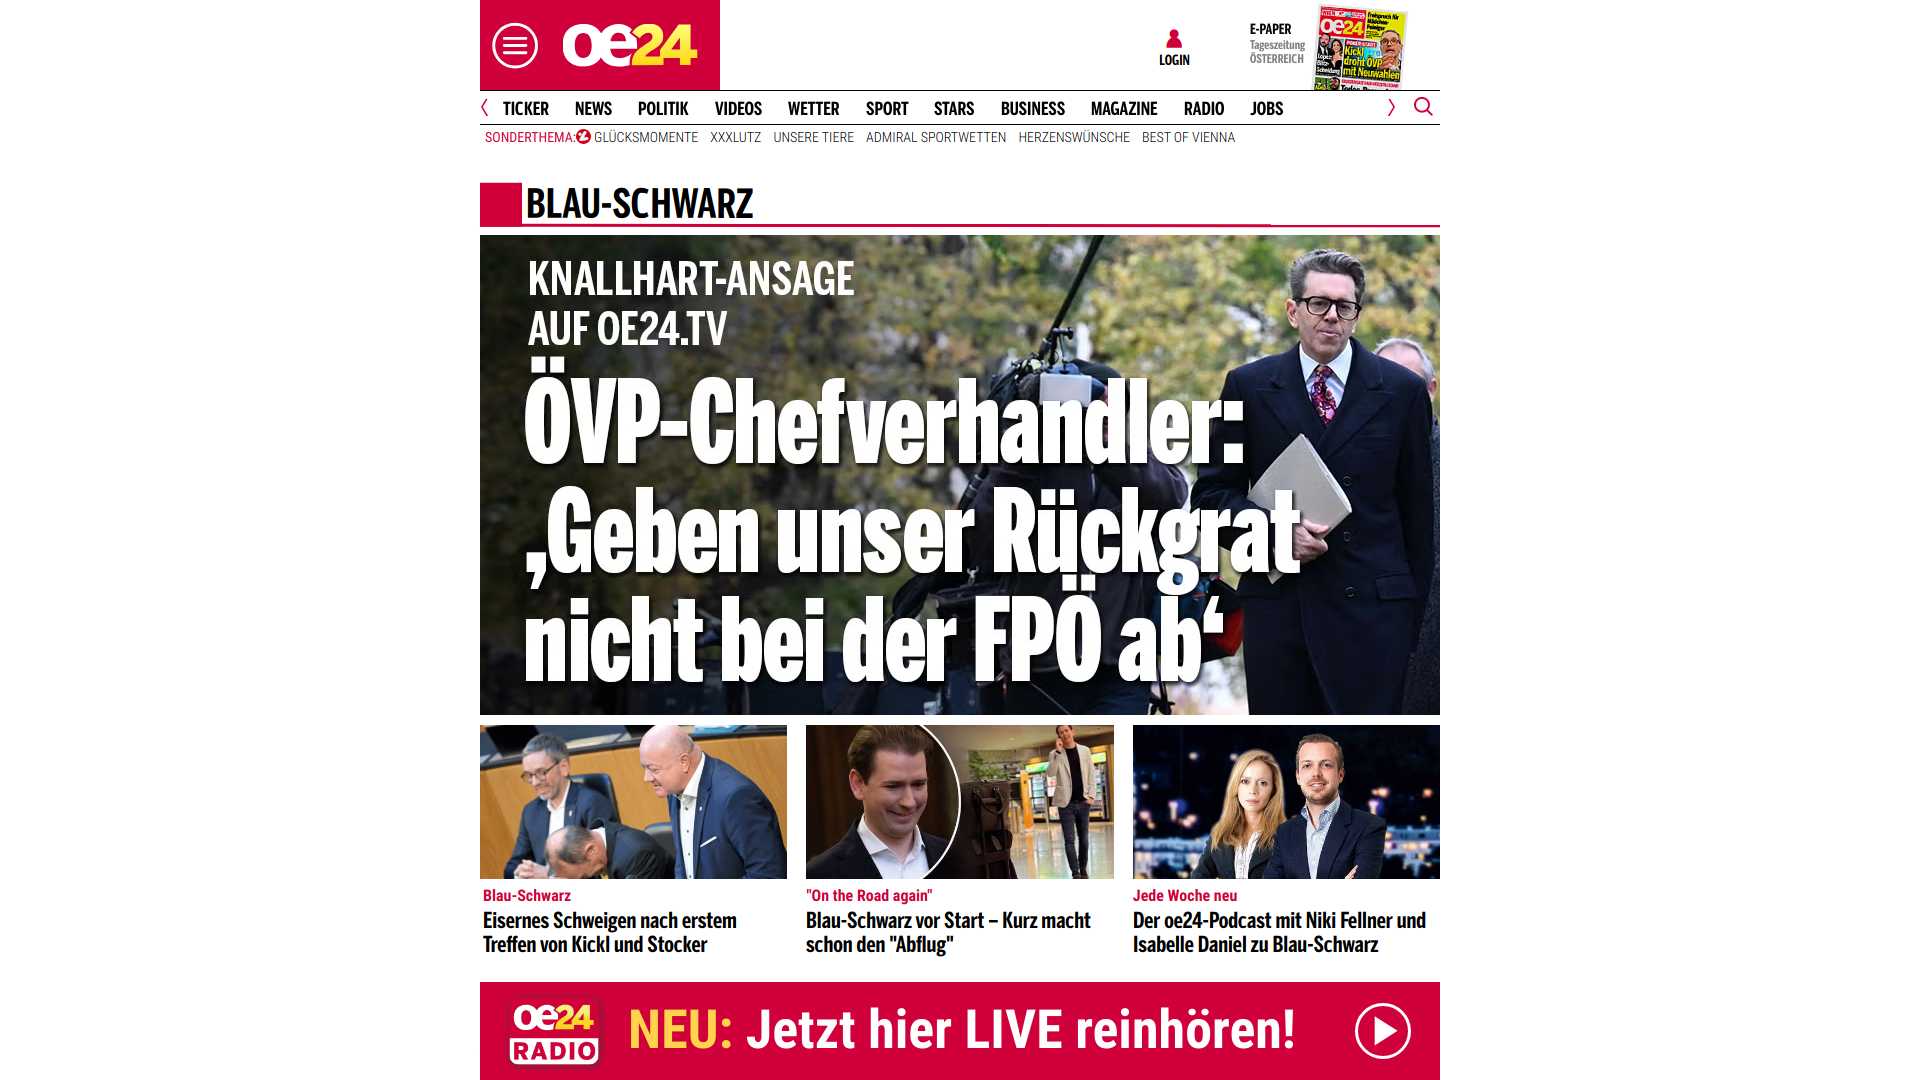 oe24
LOGIN
E-PAPER
Tageszeitung
ÖSTERREICH
oe24
Kickl
droht ÖVP
mit Neuwahlen
TICKER NEWS POLITIK VIDEOS WETTER SPORT STARS BUSINESS MAGAZINE RADIO JOBS
SONDERTHEMA: GLÜCKSMOMENTE XXXLUTZ UNSERE TIERE ADMIRAL SPORTWETTEN HERZENSWÜNSCHE BEST OF VIENNA
BLAU-SCHWARZ
KNALLHART-ANSAGE
AUF OE24.TV
ÖVP-Chefverhandler:
‚Geben unser Rückgrat
nicht bei der FPÖ ab‘
Blau-Schwarz
Eisernes Schweigen nach erstem
Treffen von Kickl und Stocker
"On the Road again"
Blau-Schwarz vor Start – Kurz macht
schon den "Abflug"
Jede Woche neu
Der oe24-Podcast mit Niki Fellner und
Isabelle Daniel zu Blau-Schwarz
oe24
RADIO
NEU: Jetzt hier LIVE reinhören!